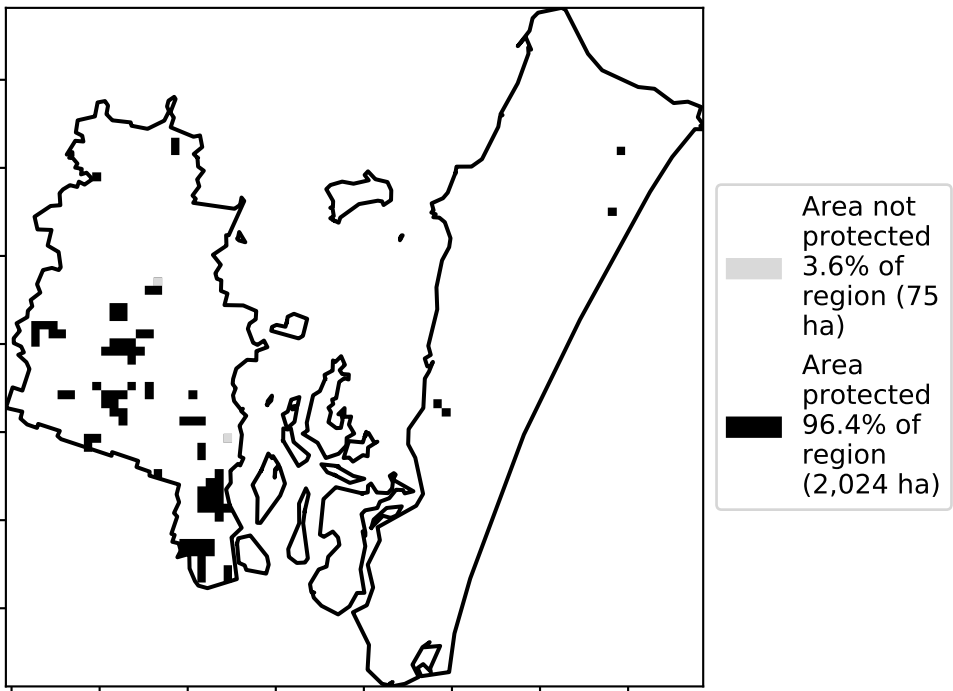 Area not
protected
3.6% of
region (75
ha)
Area
protected
96.4% of
region
(2,024 ha)